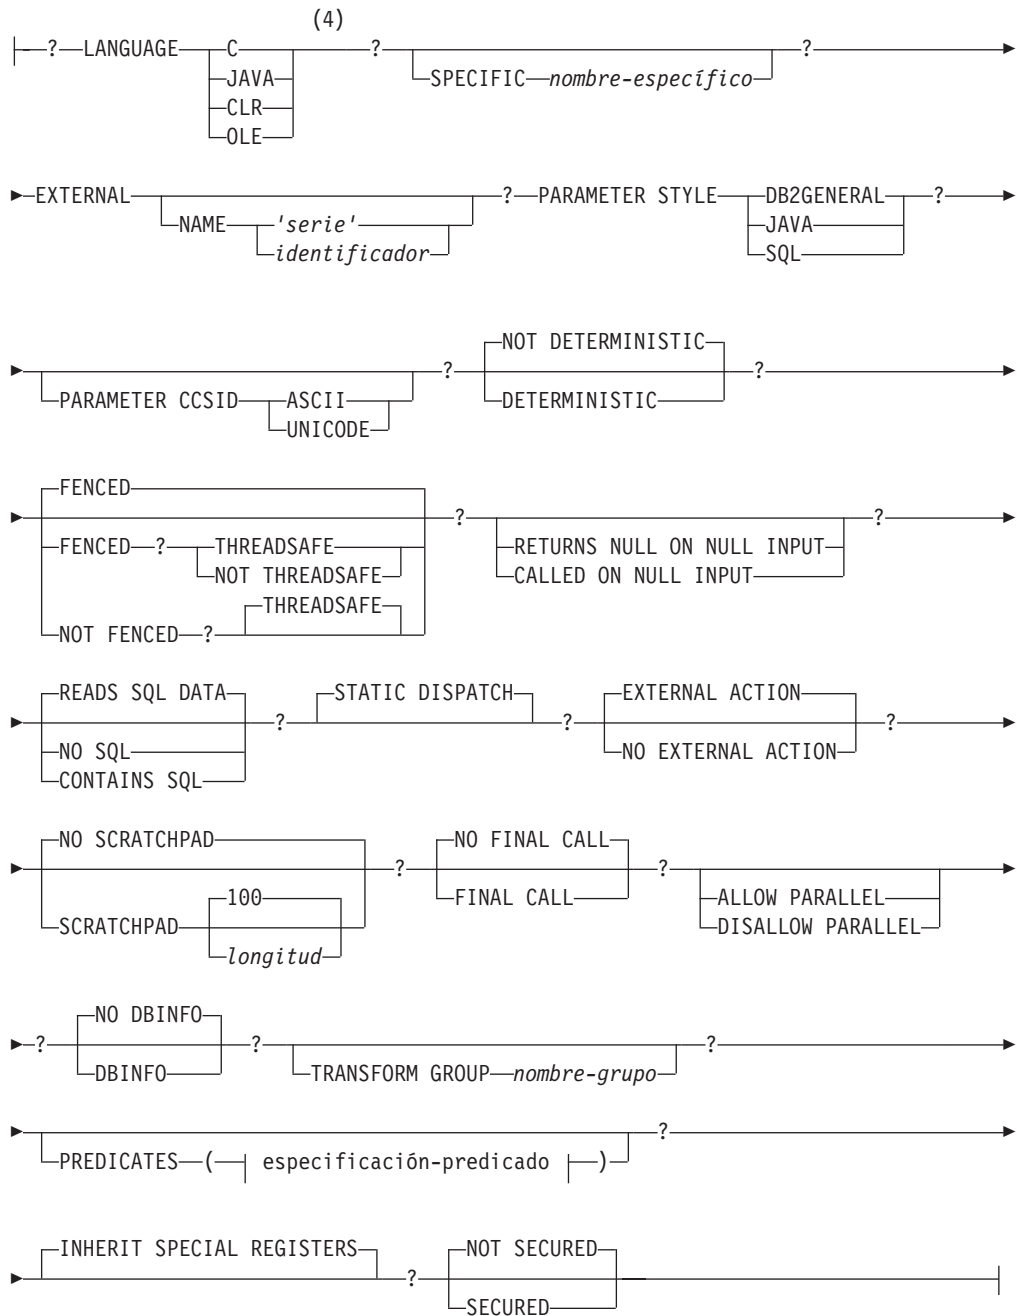 (4)
? LANGUAGE C ? ?
SPECIFIC nombre-específico
JAVA
CLR
OLE
EXTERNAL ? PARAMETER STYLE DB2GENERAL ?
NAME 'serie' JAVA
identificador SQL
NOT DETERMINISTIC
? ?
PARAMETER CCSID ASCII DETERMINISTIC
UNICODE
FENCED
? ?
FENCED ? THREADSAFE RETURNS NULL ON NULL INPUT
NOT THREADSAFE CALLED ON NULL INPUT
THREADSAFE
NOT FENCED ?
READS SQL DATA STATIC DISPATCH EXTERNAL ACTION
? ? ?
NO SQL NO EXTERNAL ACTION
CONTAINS SQL
NO SCRATCHPAD NO FINAL CALL
? ?
100 FINAL CALL ALLOW PARALLEL
SCRATCHPAD DISALLOW PARALLEL
longitud
NO DBINFO
? ? ?
DBINFO TRANSFORM GROUP nombre-grupo
?
PREDICATES ( especificación-predicado )
INHERIT SPECIAL REGISTERS NOT SECURED
?
SECURED